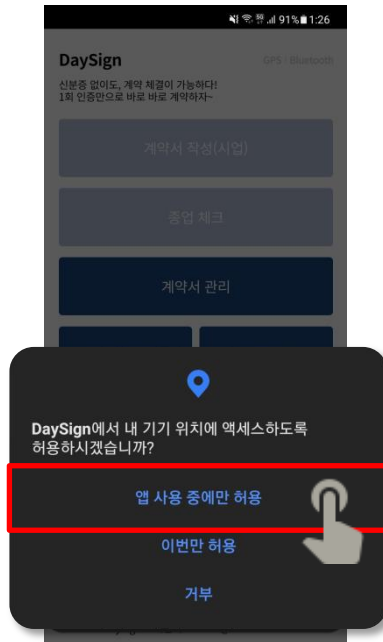 91% 1:26
DaySign
GPS | Bluetooth
신분증 없이도, 계약 체결이 가능하다!
1회 인증만으로 바로 바로 계약하자~
계약서 작성(시업)
종업 체크
계약서 관리
DaySign에서 내 기기 위치에 액세스하도록
허용하시겠습니까?
앱 사용 중에만 허용
이번만 허용
거부